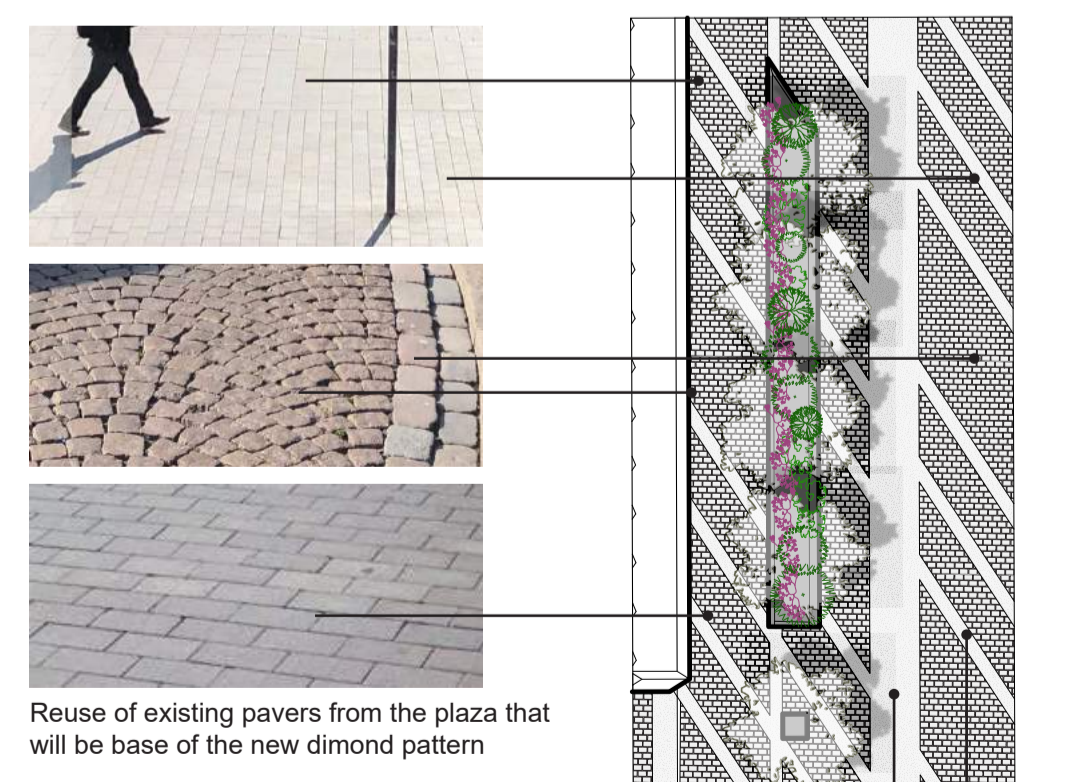 Reuse of existing pavers from the plaza that
will be base of the new dimond pattern